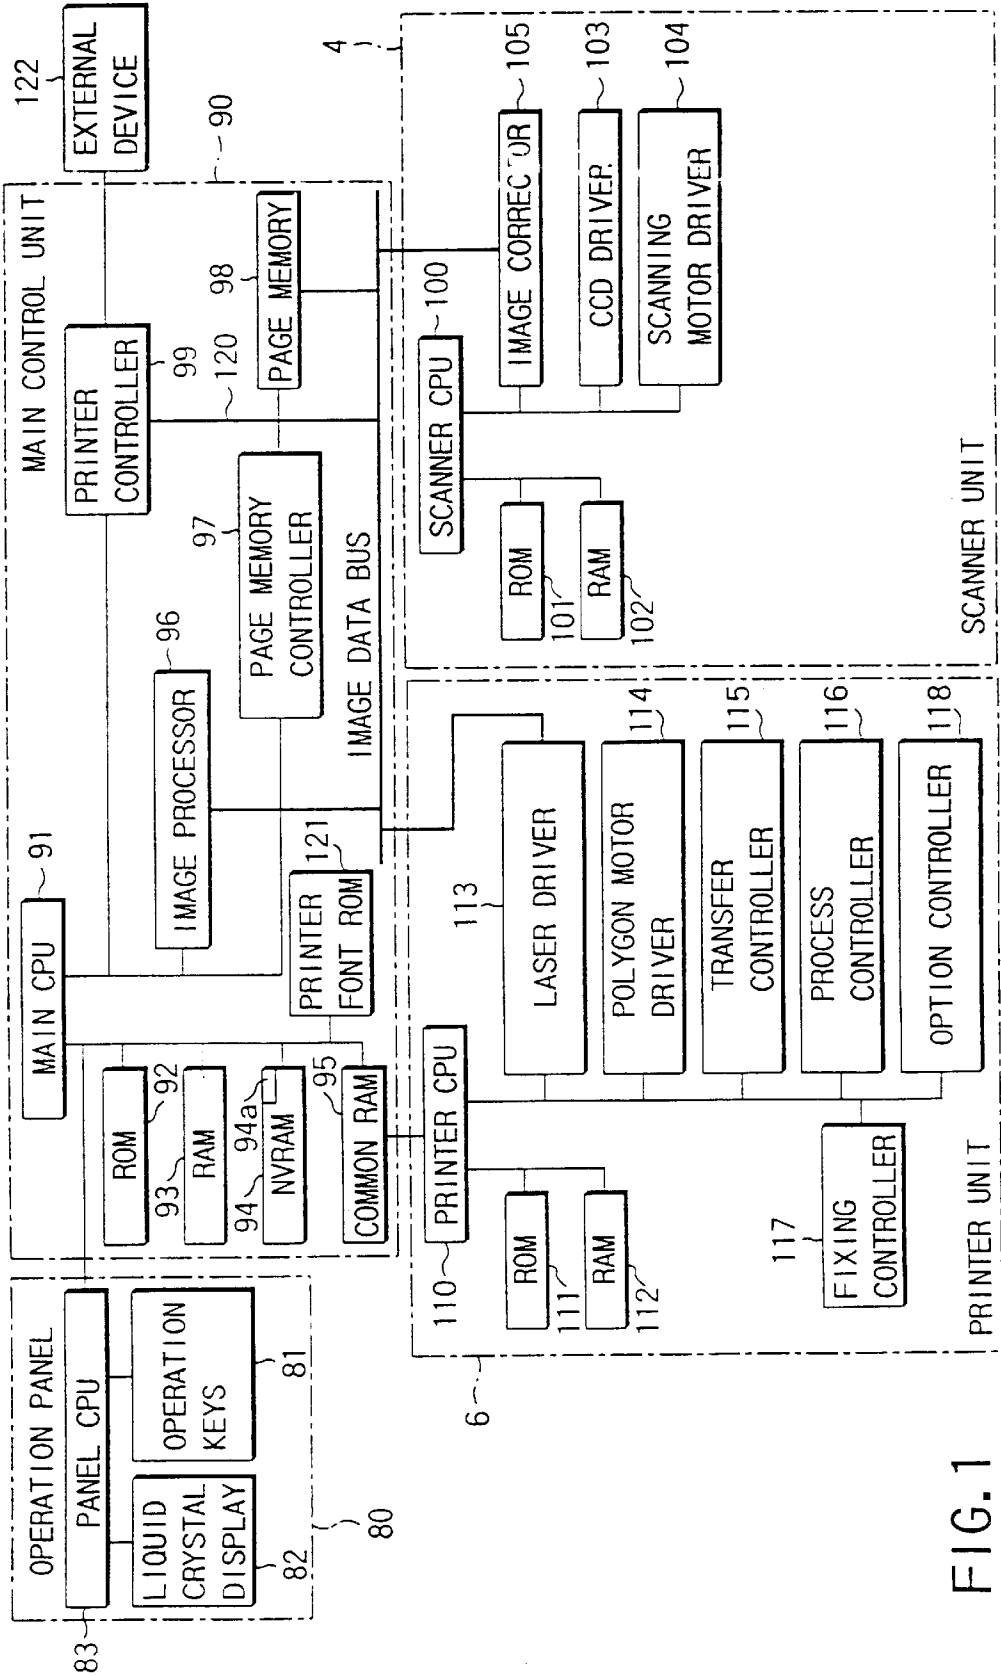 OPERATION PANEL
83
PANEL CPU
LIQUID
CRYSTAL
DISPLAY
82
OPERATION
KEYS
81
80
MAIN CONTROL UNIT
90
MAIN CPU
91
ROM
92
93
RAM
94
94a
NVRAM
95
COMMON RAM
PRINTER
FONT ROM
121
IMAGE PROCESSOR
96
97
PAGE MEMORY
CONTROLLER
98
PAGE MEMORY
PRINTER
CONTROLLER
99
120
IMAGE DATA BUS
122
EXTERNAL
DEVICE
6
PRINTER UNIT
110
PRINTER CPU
ROM
111
RAM
112
113
LASER DRIVER
POLYGON MOTOR
DRIVER
114
TRANSFER
CONTROLLER
115
PROCESS
CONTROLLER
116
117
FIXING
CONTROLLER
OPTION CONTROLLER
118
4
SCANNER UNIT
SCANNER CPU
100
ROM
101
RAM
102
IMAGE CORRECTOR
105
CCD DRIVER
103
SCANNING
MOTOR DRIVER
104
FIG.1